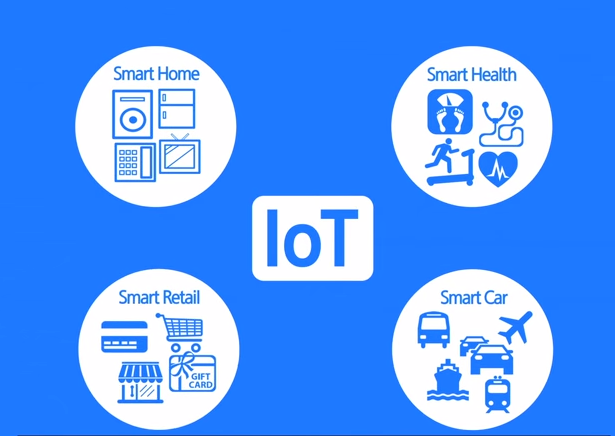 Smart Home
Smart Health
IoT
Smart Retail
Smart Car
GIFT
CARD